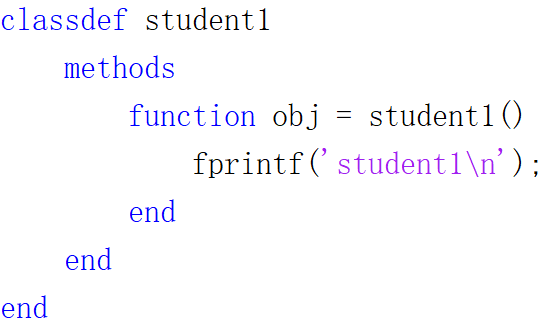 classdef student1
    methods
        function obj = student1()
            fprintf('student1\n');
        end
    end
end